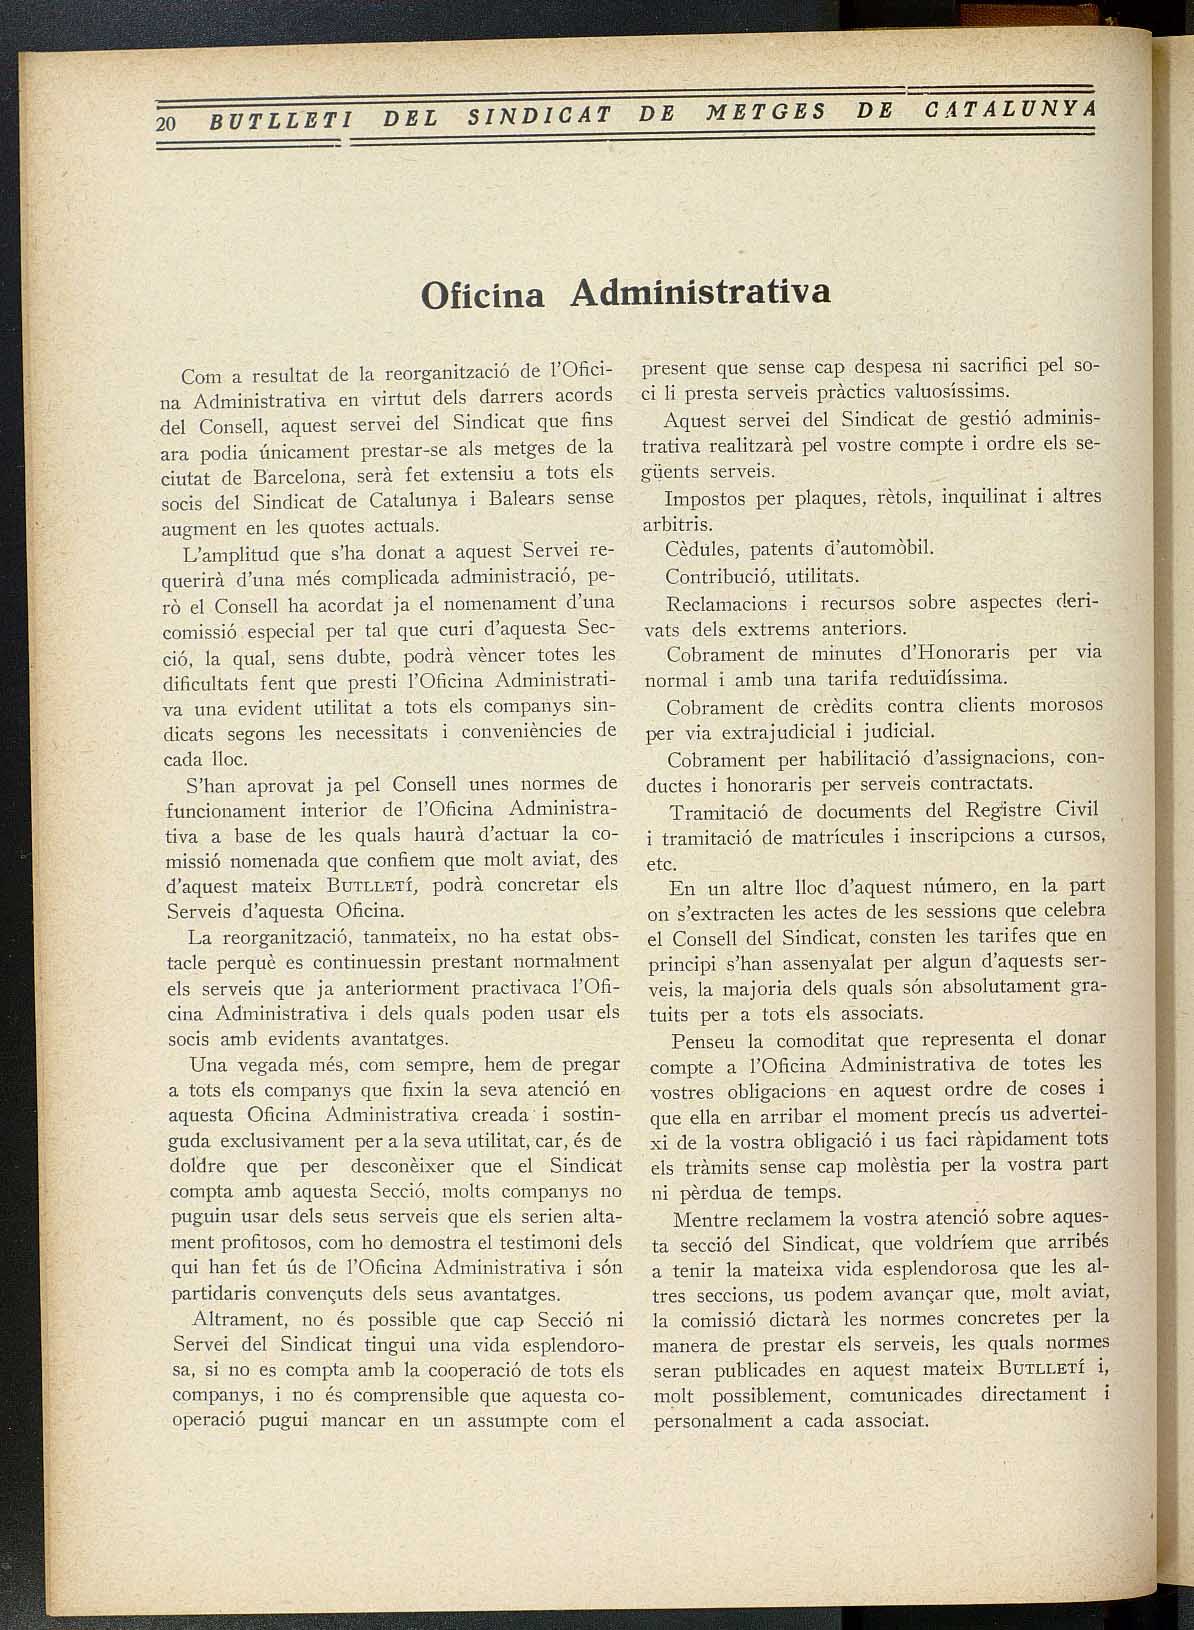 20 BUTLLETI DEL SINDICAT DE METGES DE CATALUNYA
Oficina Administrativa
Com a resultat de la reorganització de l'Ofici-
na Administrativa en virtut dels darrers acords
del Consell, aquest servei del Sindicat que fins
ara podia únicament prestar-se als metges de la
ciutat de Barcelona, serà fet extensiu a tots els
socis del Sindicat de Catalunya i Balears sense
augment en les quotes actuals.
L'amplitud que s'ha donat a aquest Servei re-
querirà d'una més complicada administració, pe-
rò el Consell ha acordat ja el nomenament d'una
comissió especial per tal que curi d'aquesta Sec-
ció, la qual, sens dubte, podrà vèncer totes les
dificultats fent que presti l'Oficina Administrati-
va una evident utilitat a tots els companys sin-
dicats segons les necessitats i conveniències de
cada lloc.
S'han aprovat ja pel Consell unes normes de
funcionament interior de l'Oficina Administra-
tiva a base de les quals haurà d'actuar la co-
missió nomenada que confiem que molt aviat, des
d'aquest mateix BUTLLETÍ, podrà concretar els
Serveis d'aquesta Oficina.
La reorganització, tanmateix, no ha estat obs-
tacle perquè es continuessin prestant normalment
els serveis que ja anteriorment practivaca l'Ofi-
cina Administrativa i dels quals poden usar els
socis amb evidents avantatges.
Una vegada més, com sempre, hem de pregar
a tots els companys que fixin la seva atenció en
aquesta Oficina Administrativa creada i sostin-
guda exclusivament per a la seva utilitat, car, és de
doldre que per desconèixer que el Sindicat
compta amb aquesta Secció, molts companys no
puguin usar dels seus serveis que els serien alta-
ment profitosos, com ho demostra el testimoni dels
qui han fet ús de l'Oficina Administrativa i són
partidaris convençuts dels seus avantatges.
Altrament, no és possible que cap Secció ni
Servei del Sindicat tingui una vida esplendoro-
sa, si no es compta amb la cooperació de tots els
companys, i no és comprensible que aquesta co-
operació pugui mancar en un assumpte com el
present que sense cap despesa ni sacrifici pel so-
ci li presta serveis pràctics valuosíssims.
Aquest servei del Sindicat de gestió adminis-
trativa realitzarà pel vostre compte i ordre els se-
güents serveis.
Impostos per plaques, rètols, inquilinat i altres
arbitris.
Cèdules, patents d'automòbil.
Contribució, utilitats.
Reclamacions i recursos sobre aspectes deri-
vats dels extrems anteriors.
Cobrament de minutes d'Honoraris per via
normal i amb una tarifa reduïdíssima.
Cobrament de crèdits contra clients morosos
per via extrajudicial i judicial.
Cobrament per habilitació d'assignacions, con-
ductes i honoraris per serveis contractats.
Tramitació de documents del Registre Civil
i tramitació de matrícules i inscripcions a cursos,
etc.
En un altre lloc d'aquest número, en la part
on s'extracten les actes de les sessions que celebra
el Consell del Sindicat, consten les tarifes que en
principi s'han assenyalat per algun d'aquests ser-
veis, la majoria dels quals són absolutament gra-
tuits per a tots els associats.
Penseu la comoditat que representa el donar
compte a l'Oficina Administrativa de totes les
vostres obligacions en aquest ordre de coses i
que ella en arribar el moment precís us advertei-
xi de la vostra obligació i us faci ràpidament tots
els tràmits sense cap molèstia per la vostra part
ni pèrdua de temps.
Mentre reclamem la vostra atenció sobre aques-
ta secció del Sindicat, que voldríem que arribés
a tenir la mateixa vida esplendorosa que les al-
tres seccions, us podem avançar que, molt aviat,
la comissió dictarà les normes concretes per la
manera de prestar els serveis, les quals normes
seran publicades en aquest mateix BUTLLETÍ i,
molt possiblement, comunicades directament i
personalment a cada associat.